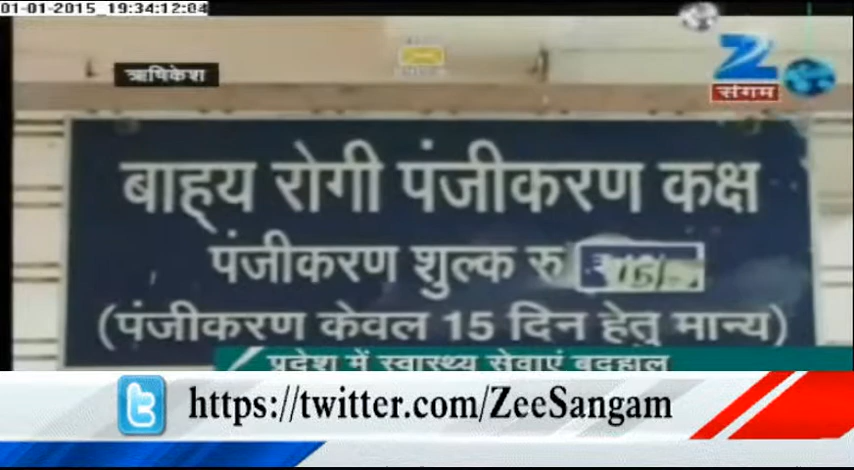 01-01-2015 19:34:12:04
ऋषिकेश
Z
संगम
बाह्य रोगी पंजीकरण कक्ष
पंजीकरण शुल्क रु 15/-
(पंजीकरण केवल 15 दिन हेतु मान्य)
प्रदेश में स्वास्थ्य सेवाएं बदहाल
https://twitter.com/ZeeSangam